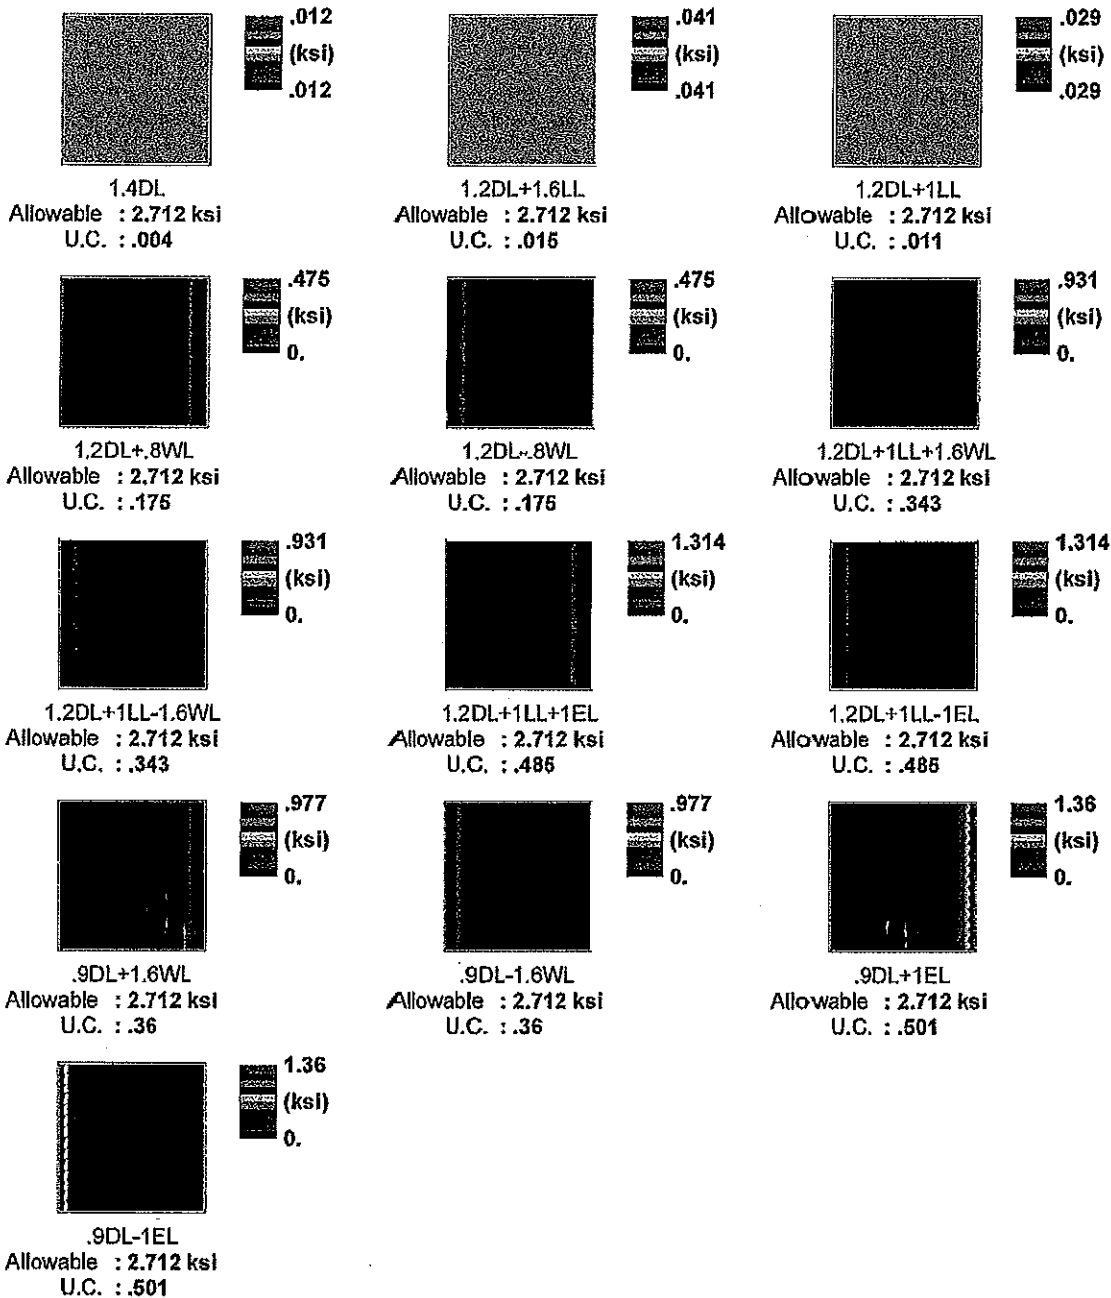 .012
(ksi)
.012
1.4DL
Allowable : 2.712 ksi
U.C. : .004
.041
(ksi)
.041
1.2DL+1.6LL
Allowable : 2.712 ksi
U.C. : .015
.029
(ksi)
.029
1.2DL+1LL
Allowable : 2.712 ksi
U.C. : .011
.475
(ksi)
0.
1.2DL+.8WL
Allowable : 2.712 ksi
U.C. : .175
.475
(ksi)
0.
1.2DL-.8WL
Allowable : 2.712 ksi
U.C. : .175
.931
(ksi)
0.
1.2DL+1LL+1.6WL
Allowable : 2.712 ksi
U.C. : .343
.931
(ksi)
0.
1.2DL+1LL-1.6WL
Allowable : 2.712 ksi
U.C. : .343
1.314
(ksi)
0.
1.2DL+1LL+1EL
Allowable : 2.712 ksi
U.C. : .485
1.314
(ksi)
0.
1.2DL+1LL-1EL
Allowable : 2.712 ksi
U.C. : .485
.977
(ksi)
0.
.9DL+1.6WL
Allowable : 2.712 ksi
U.C. : .36
.977
(ksi)
0.
.9DL-1.6WL
Allowable : 2.712 ksi
U.C. : .36
1.36
(ksi)
0.
.9DL+1EL
Allowable : 2.712 ksi
U.C. : .501
1.36
(ksi)
0.
.9DL-1EL
Allowable : 2.712 ksi
U.C. : .501